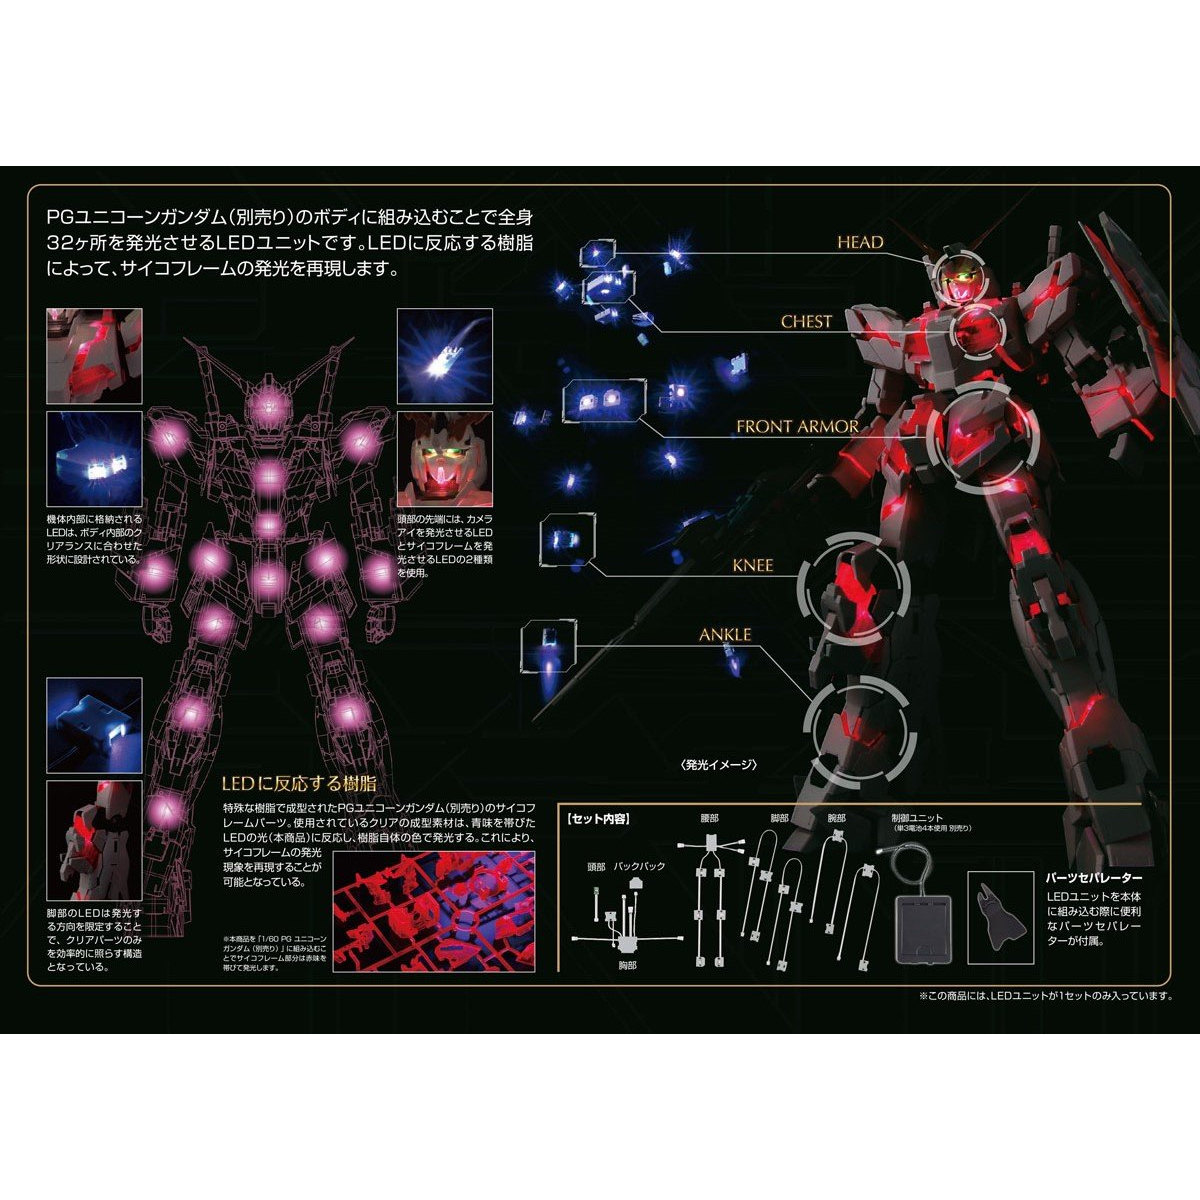 PGユニコーンガンダム(別売り)のボディに組み込むことで全身
32ヶ所を発光させるLEDユニットです。LEDに反応する樹脂
によって、サイコフレームの発光を再現します。
HEAD
CHEST
FRONT ARMOR
KNEE
ANKLE
機体内部に格納される
LEDは、ボディ内部のク
リアランスに合わせた
形状に設計されている。
頭部の先端には、カメラ
アイを発光させるLED
とサイコフレームを発
光させるLEDの2種類
を使用。
〈発光イメージ〉
脚部のLEDは発光す
る方向を限定すること
で、クリアパーツのみ
を効率的に照らす構造
となっている。
LEDに反応する樹脂
特殊な樹脂で成型されたPGユニコーンガンダム(別売り)のサイコフ
レームパーツ。使用されているクリアの成型素材は、青味を帯びた
LEDの光(本商品)に反応し、樹脂自体の色で発光する。これにより、
サイコフレームの発光
現象を再現することが
可能となっている。
※本商品を「1/60 PG ユニコーン
ガンダム(別売り)」に組み込むこ
とでサイコフレーム部分は赤味を
帯びて発光します。
【セット内容】
頭部
バックパック
胸部
腰部
脚部
腕部
制御ユニット
(単3電池4本使用 別売り)
パーツセパレーター
LEDユニットを本体
に組み込む際に便利
なパーツセパレー
ターが付属。
※この商品には、LEDユニットが1セットのみ入っています。